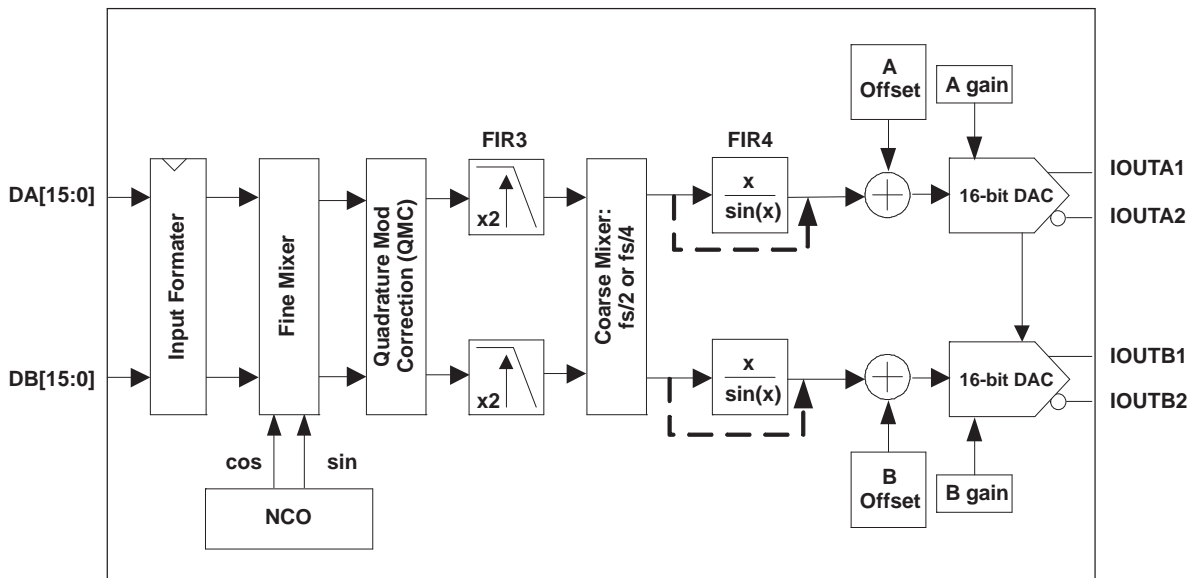 A
Offset
A gain
FIR3
FIR4
DA[15:0]
DB[15:0]
Input Formater
Fine Mixer
Quadrature Mod
Correction (QMC)
x2
x2
Coarse Mixer:
fs/2 or fs/4
x
sin(x)
x
sin(x)
16-bit DAC
16-bit DAC
IOUTA1
IOUTA2
IOUTB1
IOUTB2
cos
sin
NCO
B
Offset
B gain